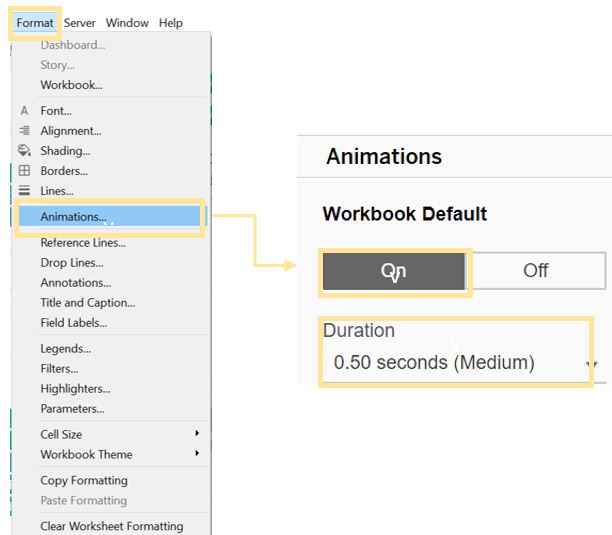 Format Server Window Help
Dashboard...
Story...
Workbook...
Font...
Alignment...
Shading...
Borders...
Lines...
Animations...
Reference Lines...
Drop Lines...
Annotations...
Title and Caption...
Field Labels...
Legends...
Filters...
Highlighters...
Parameters...
Cell Size
Workbook Theme
Copy Formatting
Paste Formatting
Clear Worksheet Formatting
Animations
Workbook Default
On Off
Duration
0.50 seconds (Medium)